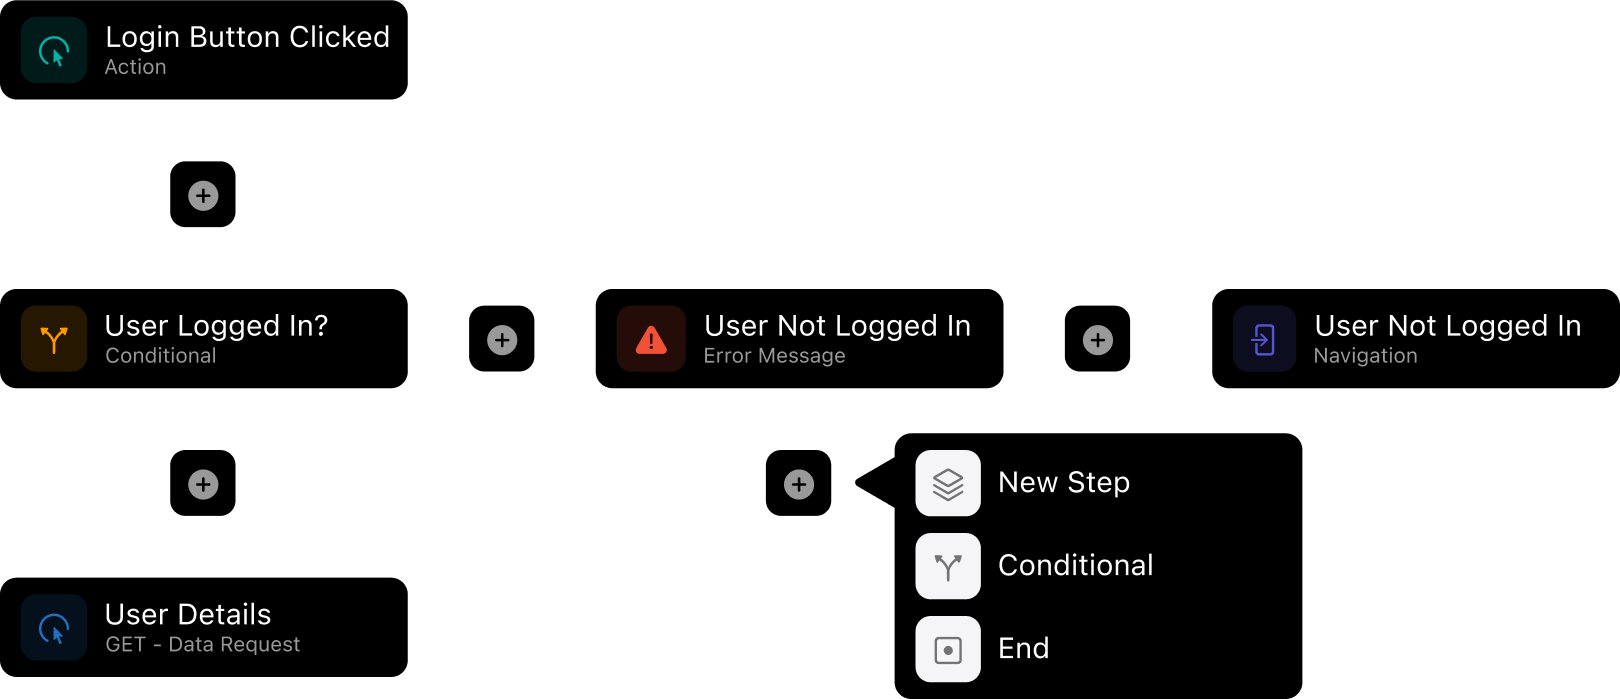 Login Button Clicked
Action
User Logged In?
Conditional
User Not Logged In
Error Message
User Not Logged In
Navigation
New Step
Conditional
End
User Details
GET - Data Request